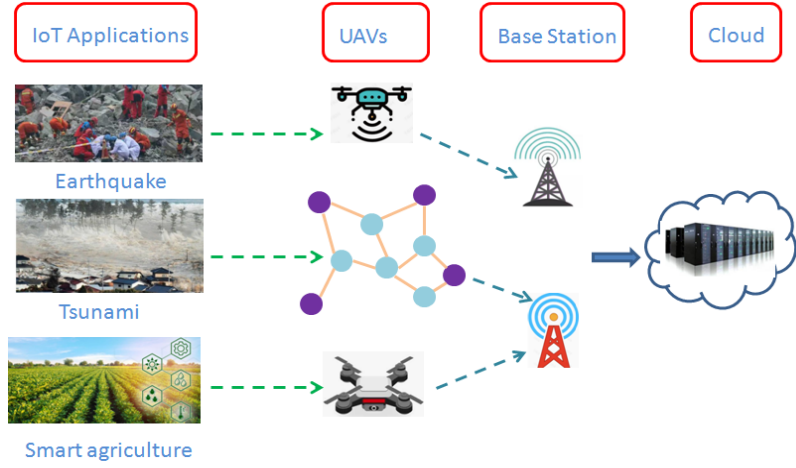 IoT Applications
UAVs
Base Station
Cloud
Earthquake
Tsunami
Smart agriculture